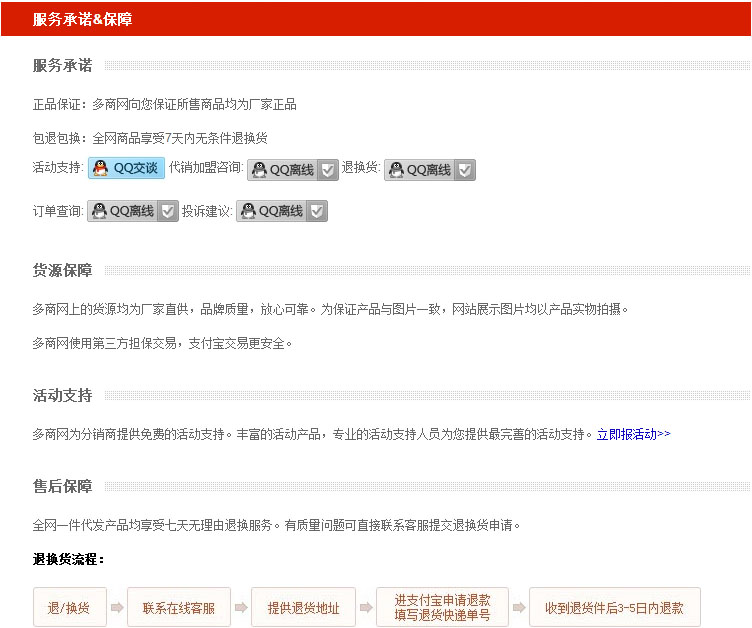 服务承诺&保障
服务承诺
正品保证：多商网向您保证所售商品均为厂家正品
包退包换：全网商品享受7天内无条件退换货
活动支持: QQ交谈 代销加盟咨询: QQ离线 退换货: QQ离线
订单查询: QQ离线 投诉建议: QQ离线
货源保障
多商网上的货源均为厂家直供，品牌质量，放心可靠。为保证产品与图片一致，网站展示图片均以产品实物拍摄。
多商网使用第三方担保交易，支付宝交易更安全。
活动支持
多商网为分销商提供免费的活动支持。丰富的活动产品，专业的活动支持人员为您提供最完善的活动支持。立即报活动>>
售后保障
全网一件代发产品均享受七天无理由退换服务。有质量问题可直接联系客服提交退换货申请。
退换货流程：
退/换货 联系在线客服 提供退货地址 进支付宝申请退款 收到退货件后3-5日内退款
填写退货快递单号